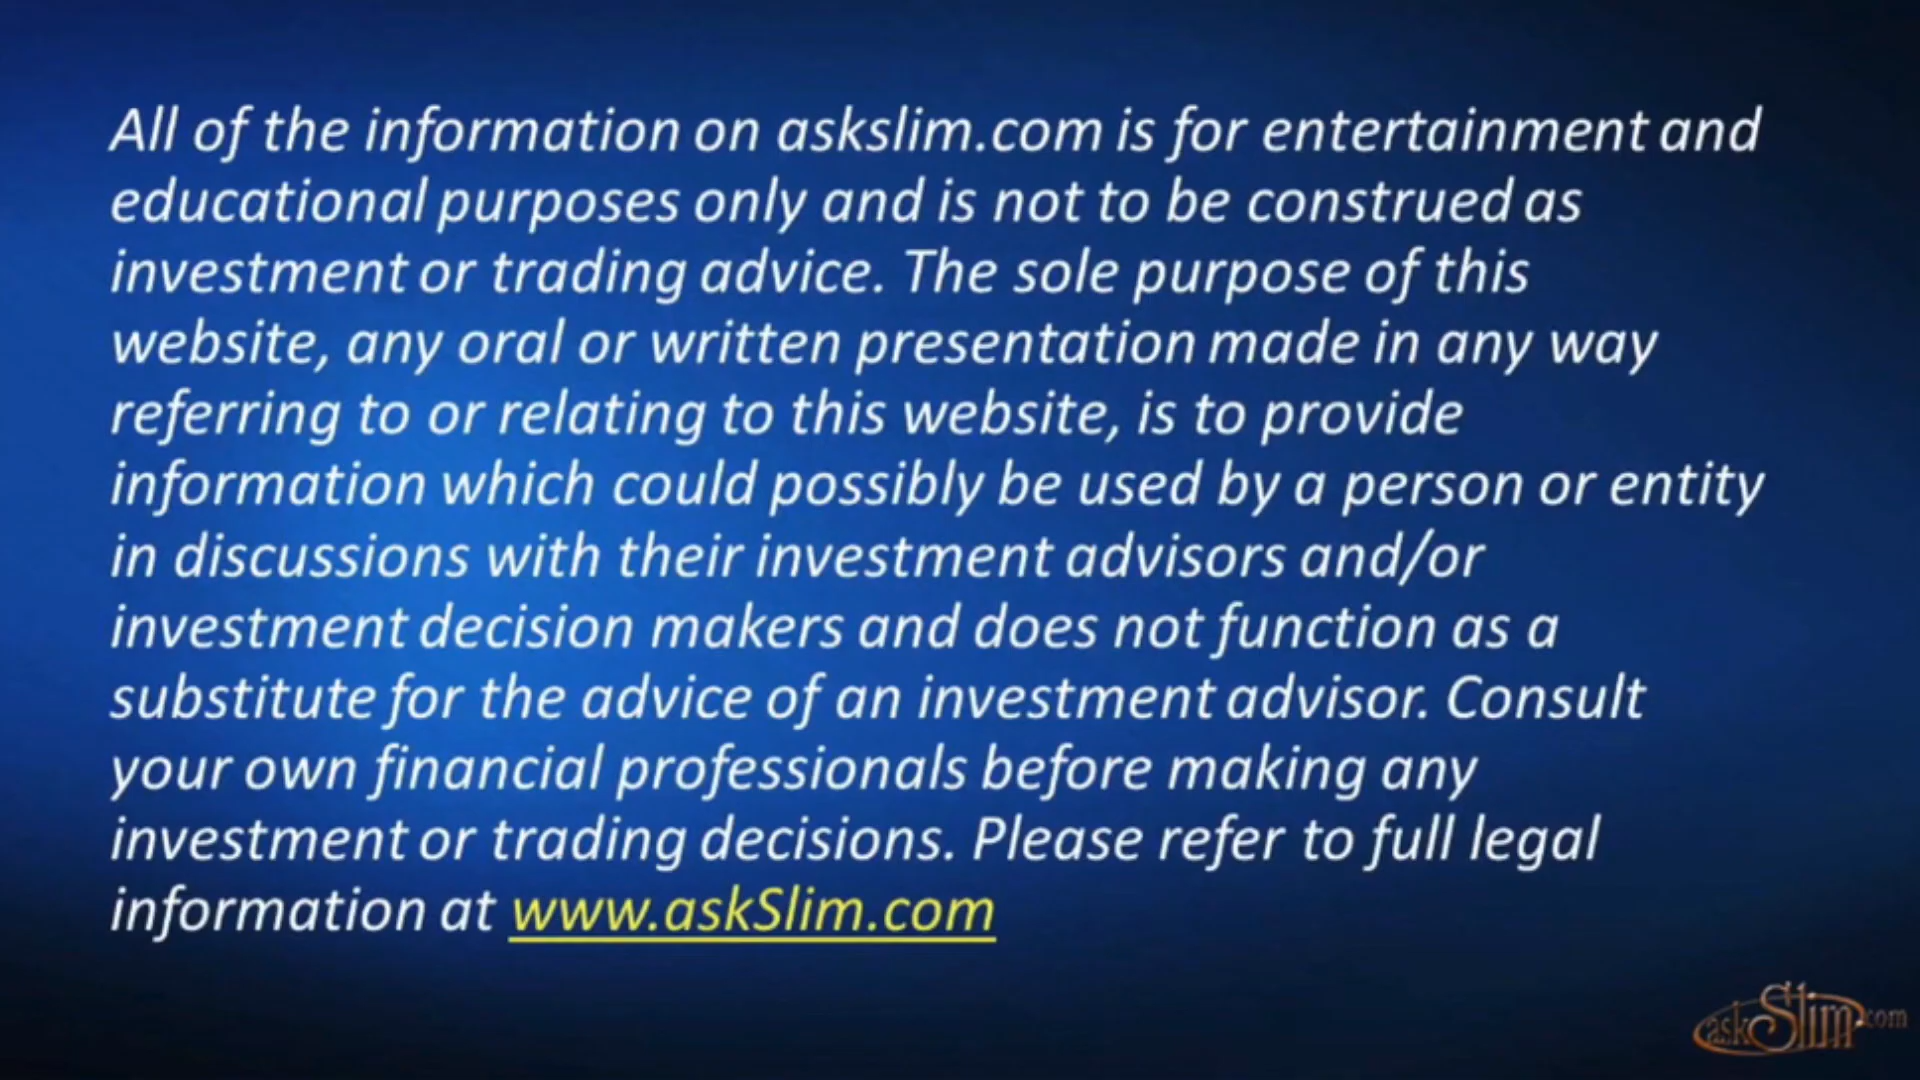 All of the information on askslim.com is for entertainment and
educational purposes only and is not to be construed as
investment or trading advice. The sole purpose of this
website, any oral or written presentation made in any way
referring to or relating to this website, is to provide
information which could possibly be used by a person or entity
in discussions with their investment advisors and/or
investment decision makers and does not function as a
substitute for the advice of an investment advisor. Consult
your own financial professionals before making any
investment or trading decisions. Please refer to full legal
information at www.askSlim.com
askSlim.com